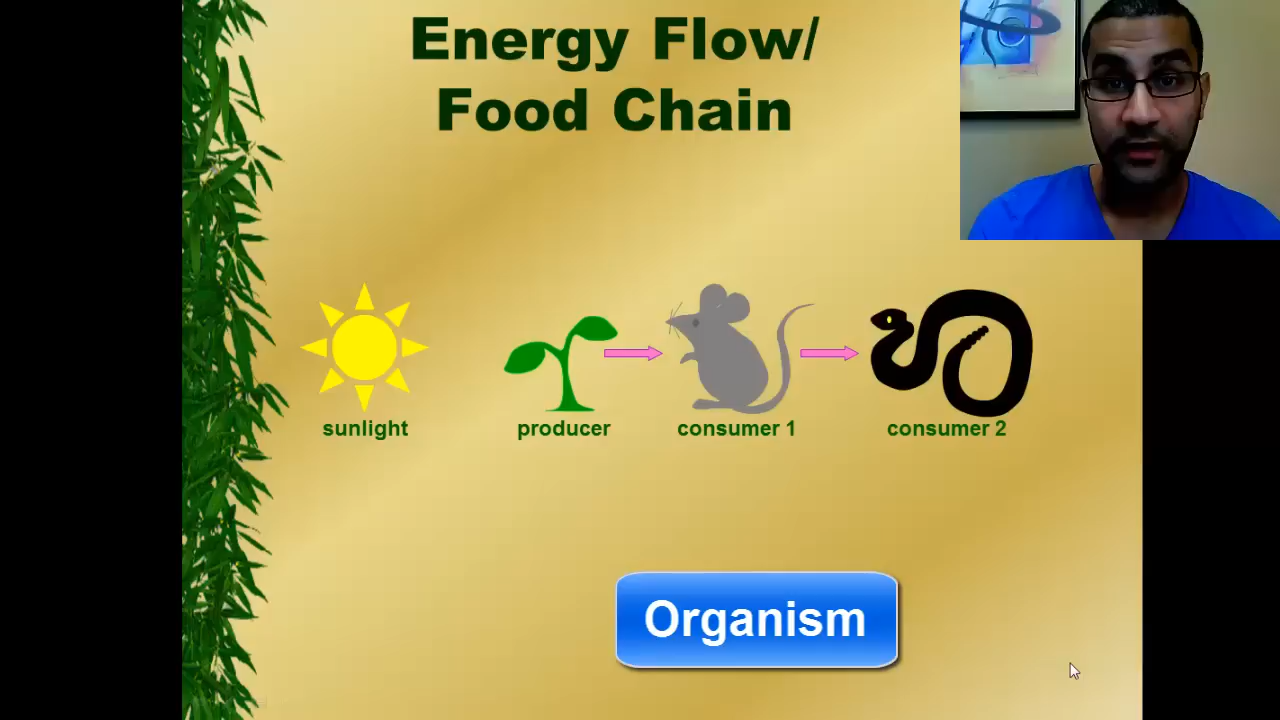 Energy Flow/
Food Chain
sunlight
producer
consumer 1
consumer 2
Organism